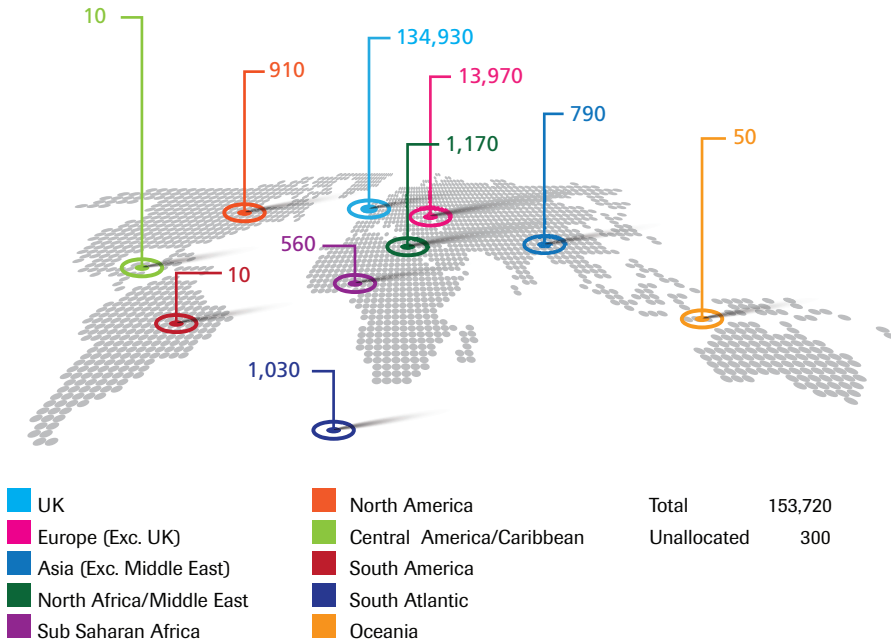 10
134,930
910
13,970
790
50
1,170
560
10
1,030
UK
Europe (Exc. UK)
Asia (Exc. Middle East)
North Africa/Middle East
Sub Saharan Africa
North America
Central America/Caribbean
South America
South Atlantic
Oceania
Total 153,720
Unallocated 300